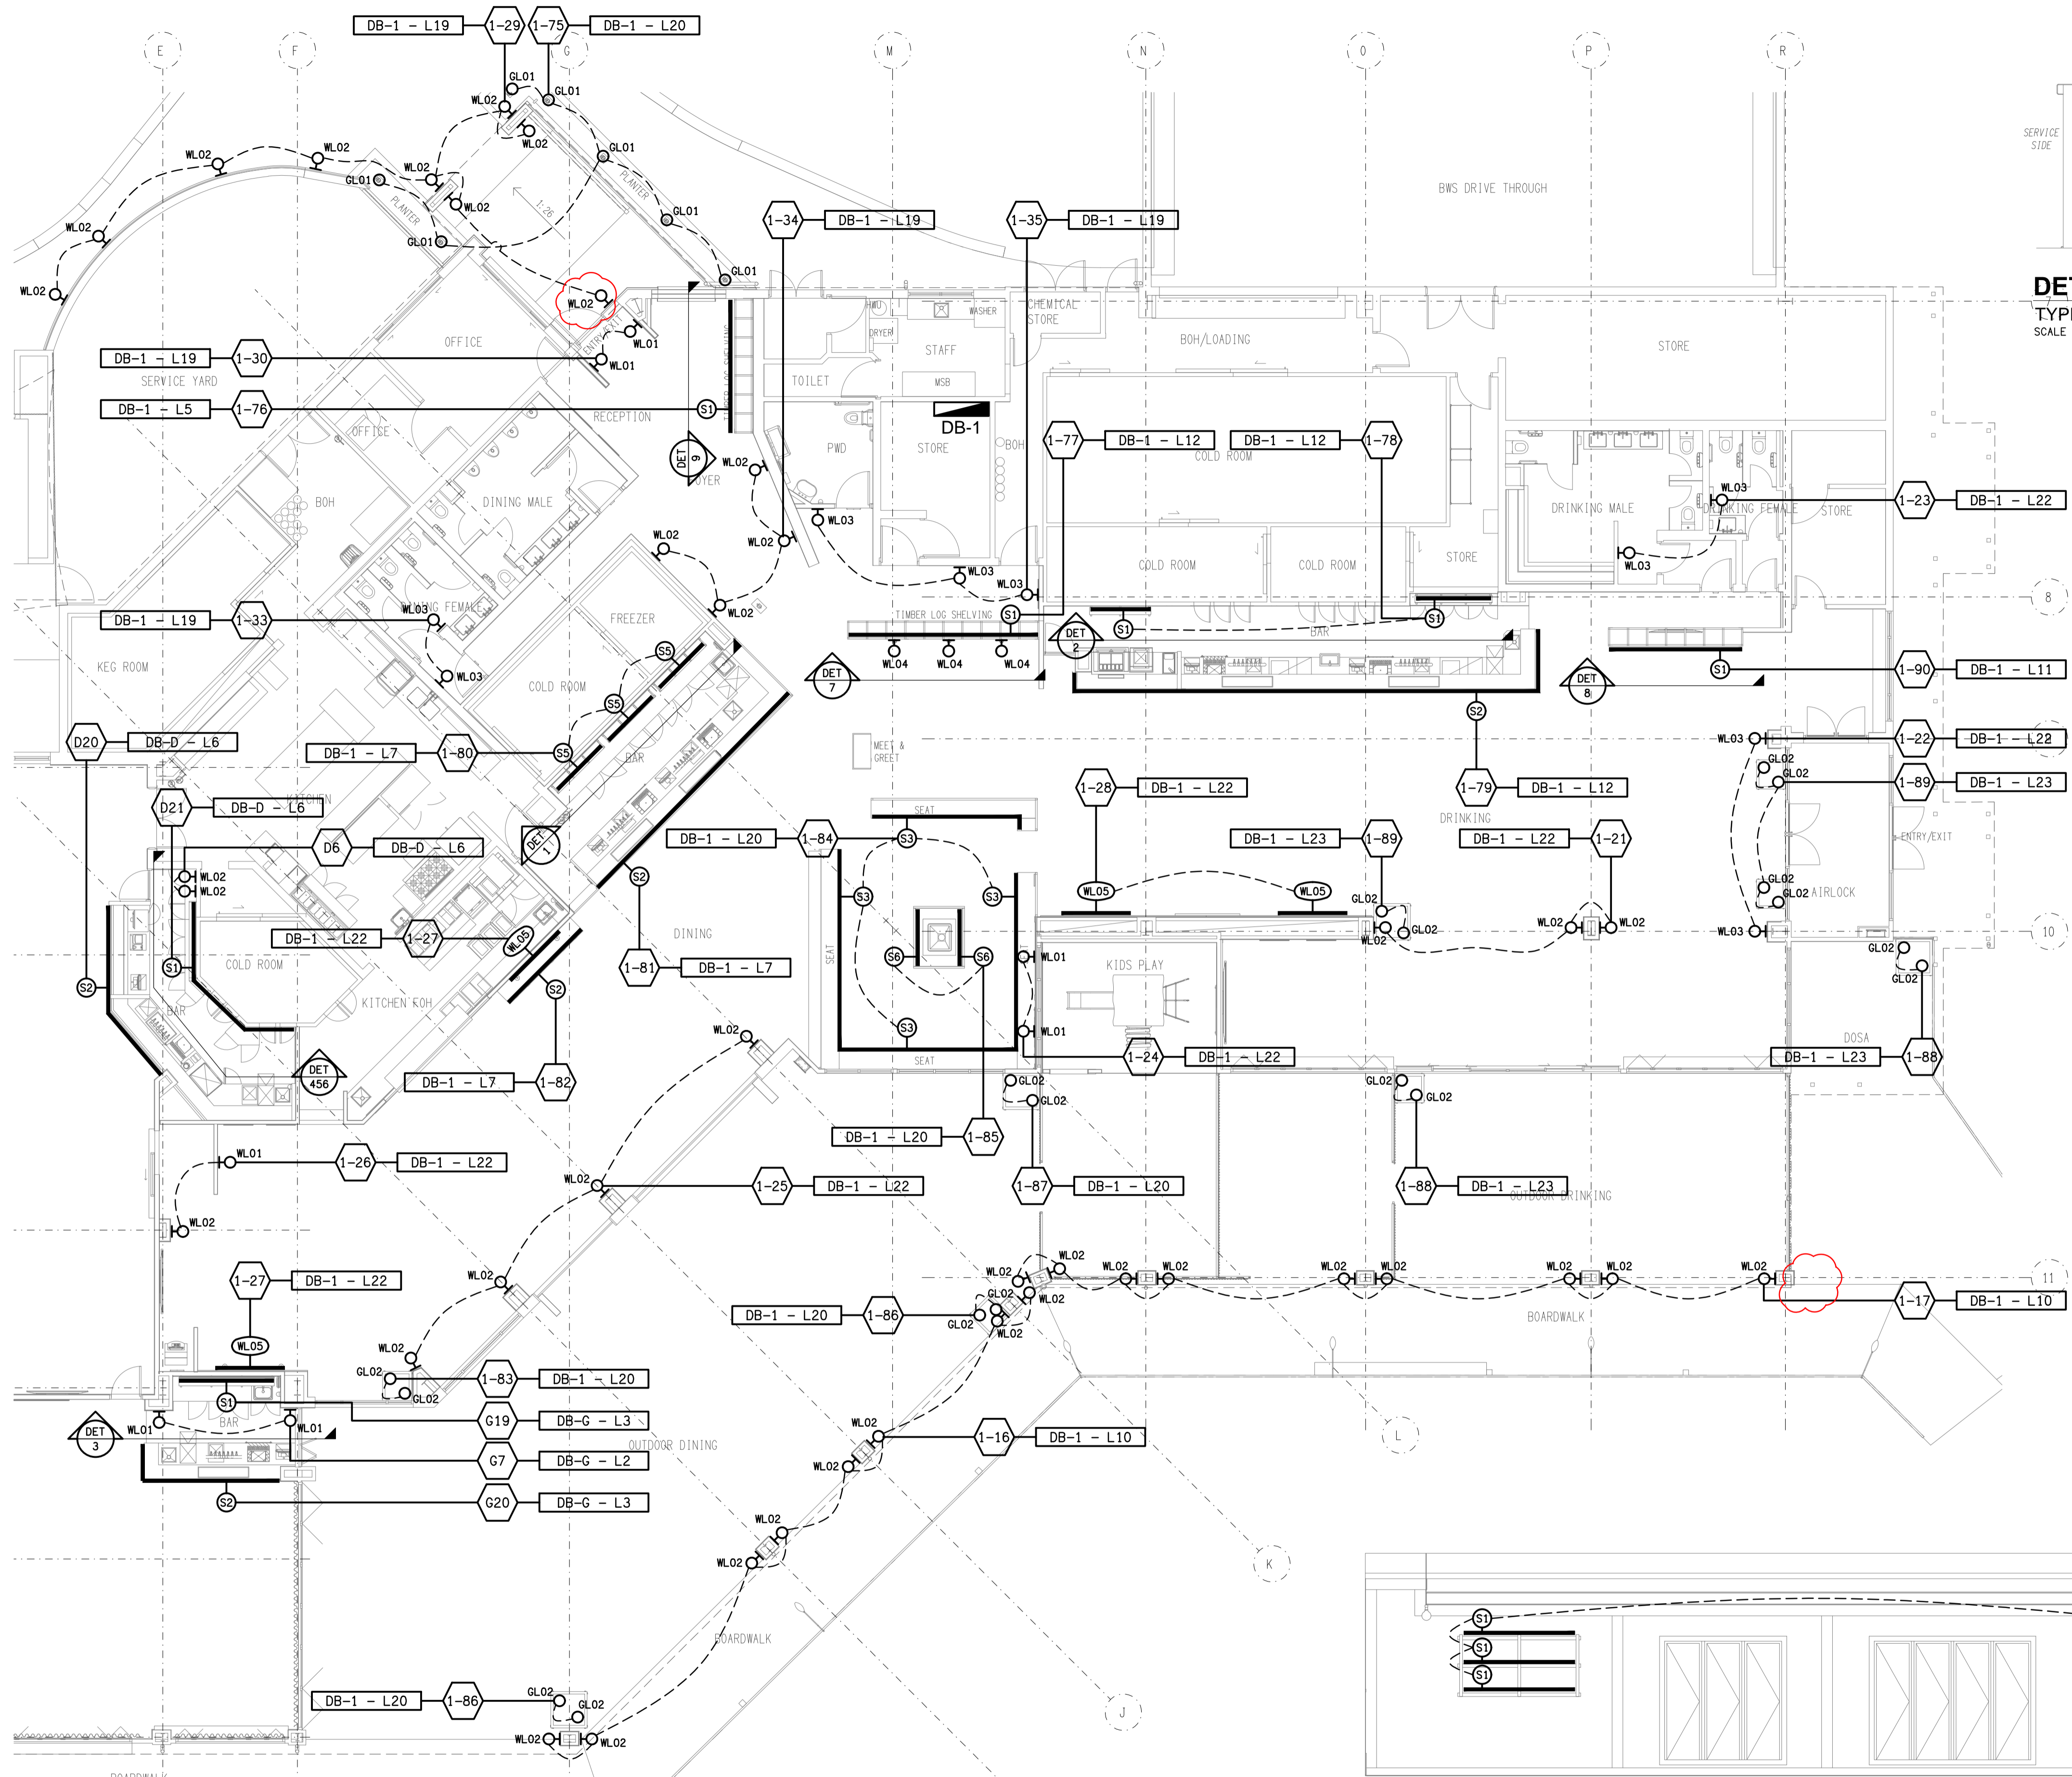 DB-1 - L19
1-29
1-75
DB-1 - L20
E
F
G
M
N
O
P
R
GL01
WL02
GL01
WL02
GL01
WL02
WL02
WL02
GL01
PLANTER
PLANTER
WL02
GL01
1:26
WL02
GL01
GL01
WL02
WL02
BWS DRIVE THROUGH
SERVICE
SIDE
1-34
DB-1 - L19
1-35
DB-1 - L19
DET
TYPI
SCALE
7
HWU
WASHER
DRYER
CHEMICAL
STORE
BOH/LOADING
STORE
OFFICE
ENTRY/EXIT
WL01
WL01
STAFF
MSB
TOILET
TIMBER LOG SHELVING
DB-1 - L19
1-30
SERVICE YARD
DB-1 - L5
1-76
S1
RECEPTION
OFFICE
DB-1
PWD
STORE
BOH
1-77
DB-1 - L12
DB-1 - L12
1-78
COLD ROOM
DET
9
WL02
DINING MALE
BOH
WL03
DRINKING MALE
DRINKING FEMALE
STORE
1-23
DB-1 - L22
WL03
WL02
WL02
WL03
WL03
WL03
COLD ROOM
COLD ROOM
STORE
8
DINING FEMALE
WL03
WL02
FREEZER
TIMBER LOG SHELVING
S1
S1
S1
BAR
DB-1 - L19
1-33
KEG ROOM
WL03
COLD ROOM
S5
S5
S5
WL04
WL04
WL04
DET
7
DET
2
DET
8
S1
1-90
DB-1 - L11
S2
D20
DB-D - L6
DB-1 - L7
1-80
BAR
MEET &
GREET
WL03
1-22
DB-1 - L22
GL02
GL02
1-89
DB-1 - L23
D21
DB-D - L6
KITCHEN
1-28
DB-1 - L22
1-79
DB-1 - L12
DRINKING
SEAT
DB-1 - L20
1-84
S3
DB-1 - L23
1-89
DB-1 - L22
1-21
ENTRY/EXIT
D6
DB-D - L6
DET
1
S2
WL02
WL02
S3
S3
WL05
WL05
GL02
GL02
AIRLOCK
GL02
GL02
WL02
WL02
WL02
WL03
10
DB-1 - L22
1-27
WL05
DINING
SEAT
S6
S6
WL01
KIDS PLAY
GL02
GL02
COLD ROOM
S1
S2
1-81
DB-1 - L7
S2
KITCHEN FOH
BAR
WL02
S3
SEAT
WL01
1-24
DB-1 - L22
DOSA
DB-1 - L23
1-88
DET
456
DB-1 - L7
1-82
GL02
GL02
GL02
GL02
DB-1 - L20
1-85
WL01
1-26
DB-1 - L22
WL02
1-25
DB-1 - L22
1-87
DB-1 - L20
1-88
DB-1 - L23
OUTDOOR DRINKING
WL02
1-27
DB-1 - L22
WL02
WL02
WL02
WL02
WL02
WL02
WL02
WL02
WL02
WL02
11
1-17
DB-1 - L10
BOARDWALK
DB-1 - L20
1-86
GL02
GL02
WL02
WL02
WL05
WL02
GL02
GL02
1-83
DB-1 - L20
S1
BAR
G19
DB-G - L3
WL01
WL01
DET
3
G7
DB-G - L2
S2
G20
DB-G - L3
OUTDOOR DINING
WL02
WL02
1-16
DB-1 - L10
L
WL02
WL02
K
BOARDWALK
S1
S1
S1
DB-1 - L20
1-86
GL02
GL02
WL02
WL02
J